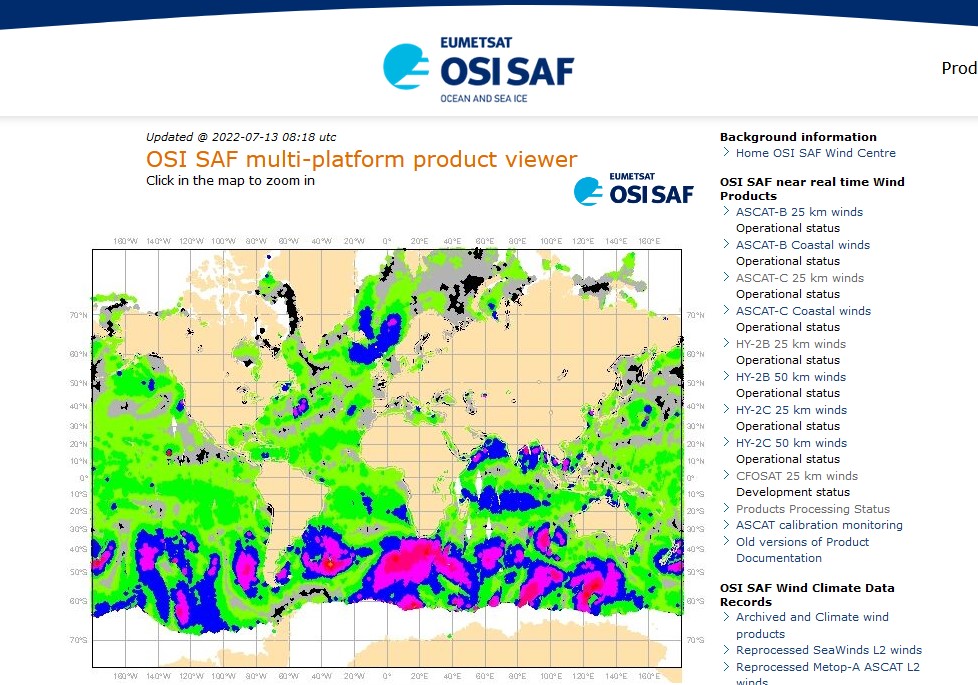 EUMETSAT
OSI SAF
OCEAN AND SEA ICE
Prod
Updated @ 2022-07-13 08:18 utc
OSI SAF multi-platform product viewer
Click in the map to zoom in
EUMETSAT
OSI SAF
160°W 140°W 120°W 100°W 80°W 60°W 40°W 20°W 0° 20°E 40°E 60°E 80°E 100°E 120°E 140°E 160°E
70°N 70°N
60°N 60°N
50°N 50°N
40°N 40°N
30°N 30°N
20°N 20°N
10°N 10°N
0° 0°
10°S 10°S
20°S 20°S
30°S 30°S
40°S 40°S
50°S 50°S
60°S 60°S
70°S 70°S
160°W 140°W 120°W 100°W 80°W 60°W 40°W 20°W 0° 20°E 40°E 60°E 80°E 100°E 120°E 140°E 160°E
Background information
Home OSI SAF Wind Centre
OSI SAF near real time Wind
Products
ASCAT-B 25 km winds
Operational status
ASCAT-B Coastal winds
Operational status
ASCAT-C 25 km winds
Operational status
ASCAT-C Coastal winds
Operational status
HY-2B 25 km winds
Operational status
HY-2B 50 km winds
Operational status
HY-2C 25 km winds
Operational status
HY-2C 50 km winds
Operational status
CFOSAT 25 km winds
Development status
Products Processing Status
ASCAT calibration monitoring
Old versions of Product
Documentation
OSI SAF Wind Climate Data
Records
Archived and Climate wind
products
Reprocessed SeaWinds L2 winds
Reprocessed Metop-A ASCAT L2
winds